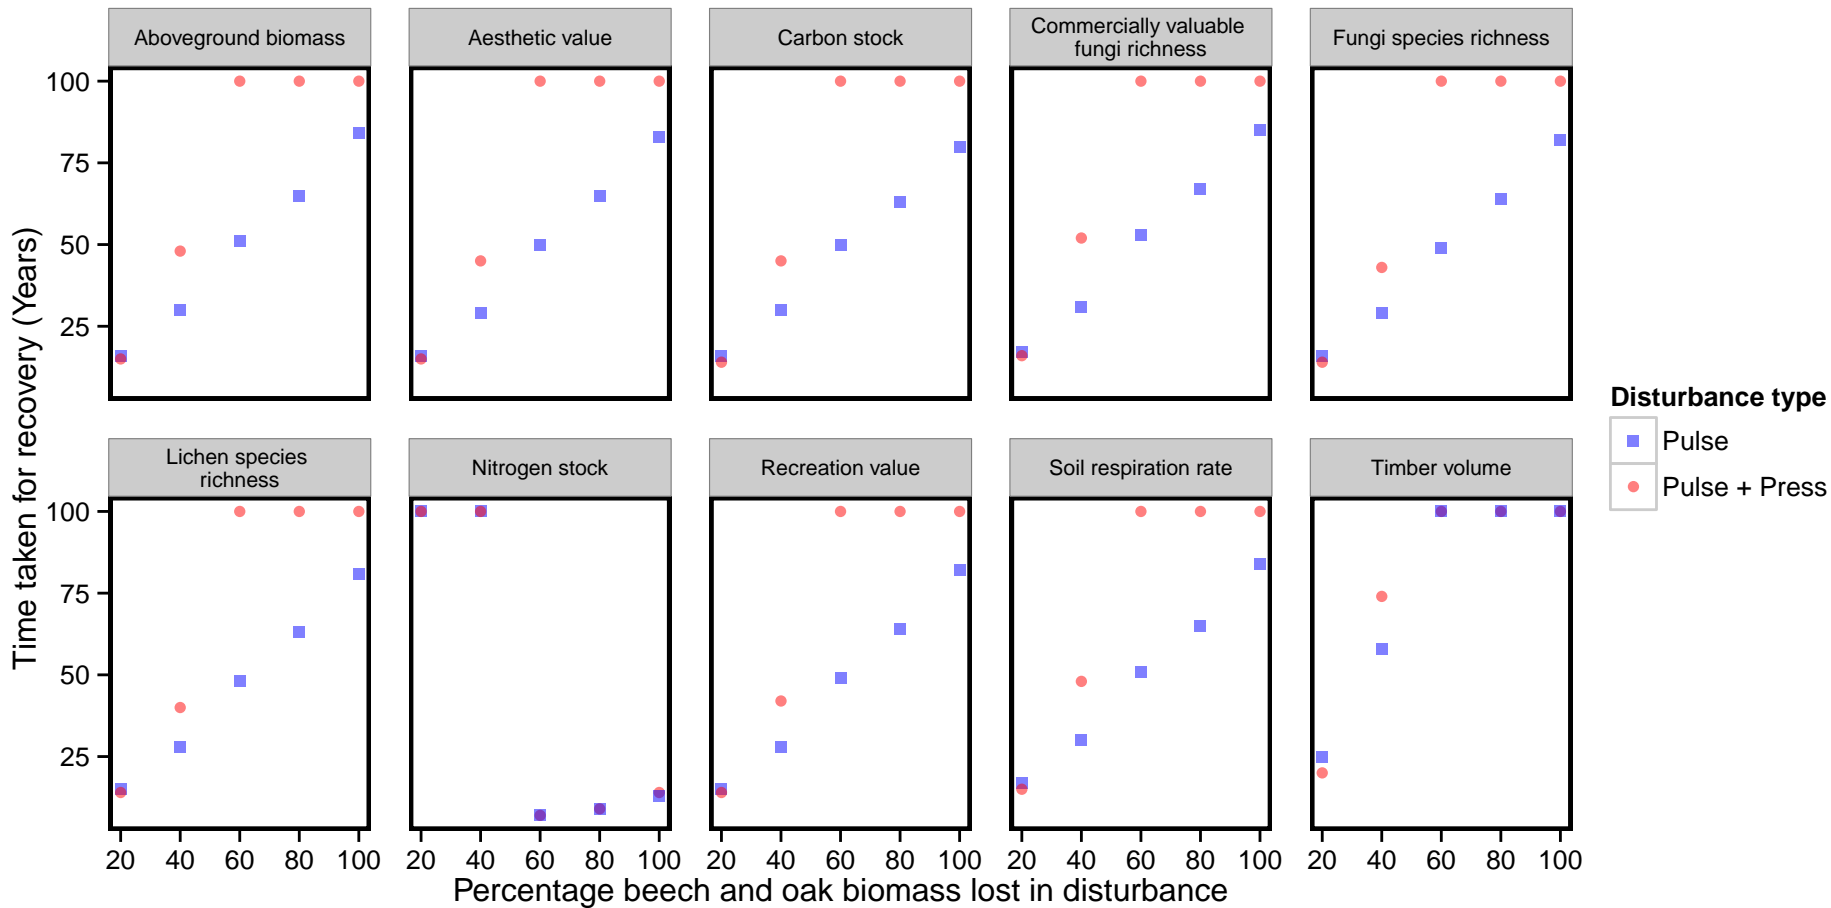 Aboveground biomass
Aesthetic value
Carbon stock
Commercially valuable
fungi richness
Fungi species richness
100
75
50
25
Time taken for recovery (Years)
Lichen species
richness
Nitrogen stock
Recreation value
Soil respiration rate
Timber volume
100
75
50
25
20 40 60 80 100
20 40 60 80 100
20 40 60 80 100
20 40 60 80 100
20 40 60 80 100
Percentage beech and oak biomass lost in disturbance
Disturbance type
Pulse
Pulse + Press